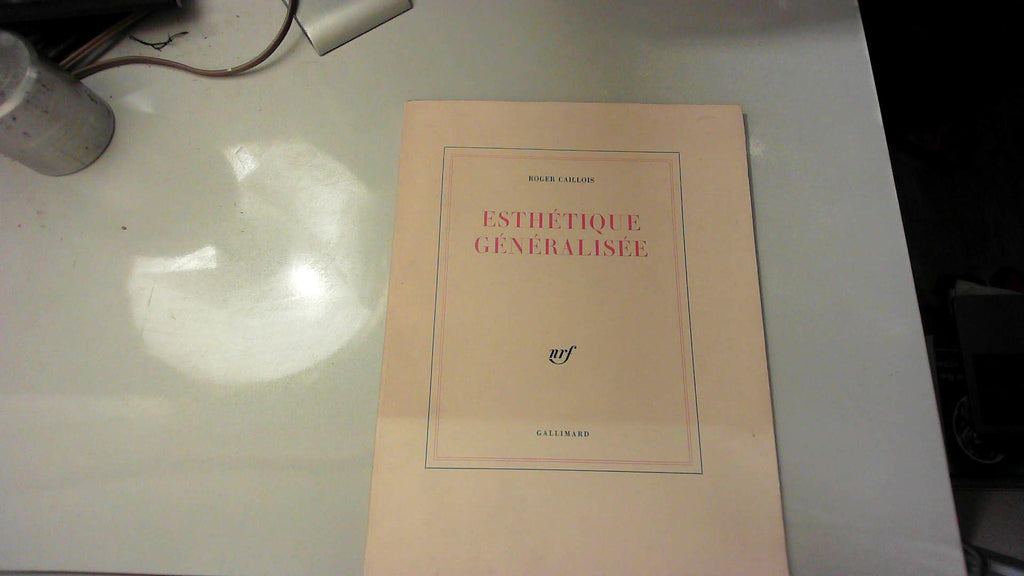 ROGER CAILLOIS
ESTHÉTIQUE
GÉNÉRALISÉE
nrf
GALLIMARD